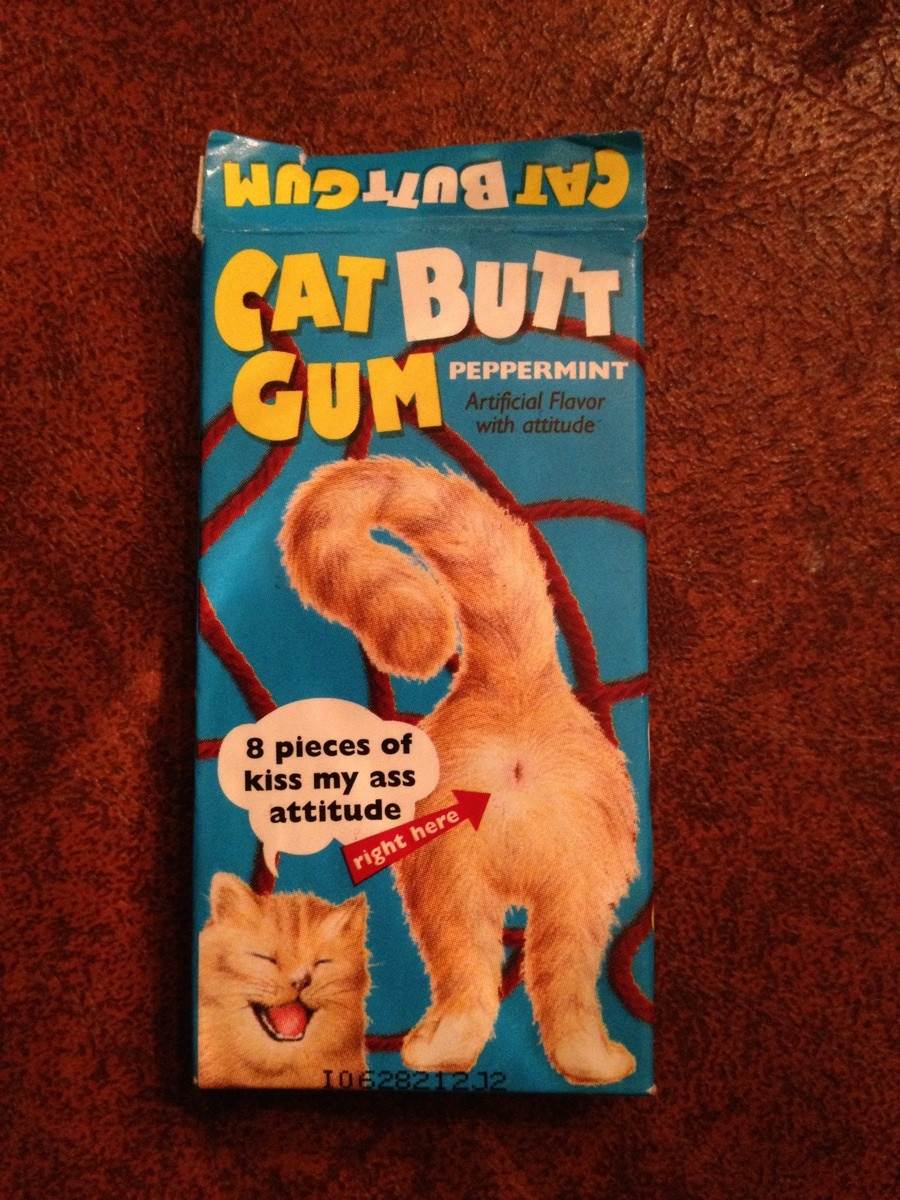 CAT BUTT GUM
CAT BUTT
GUM PEPPERMINT
Artificial Flavor
with attitude
8 pieces of
kiss my ass
attitude
right here
I0628212J2